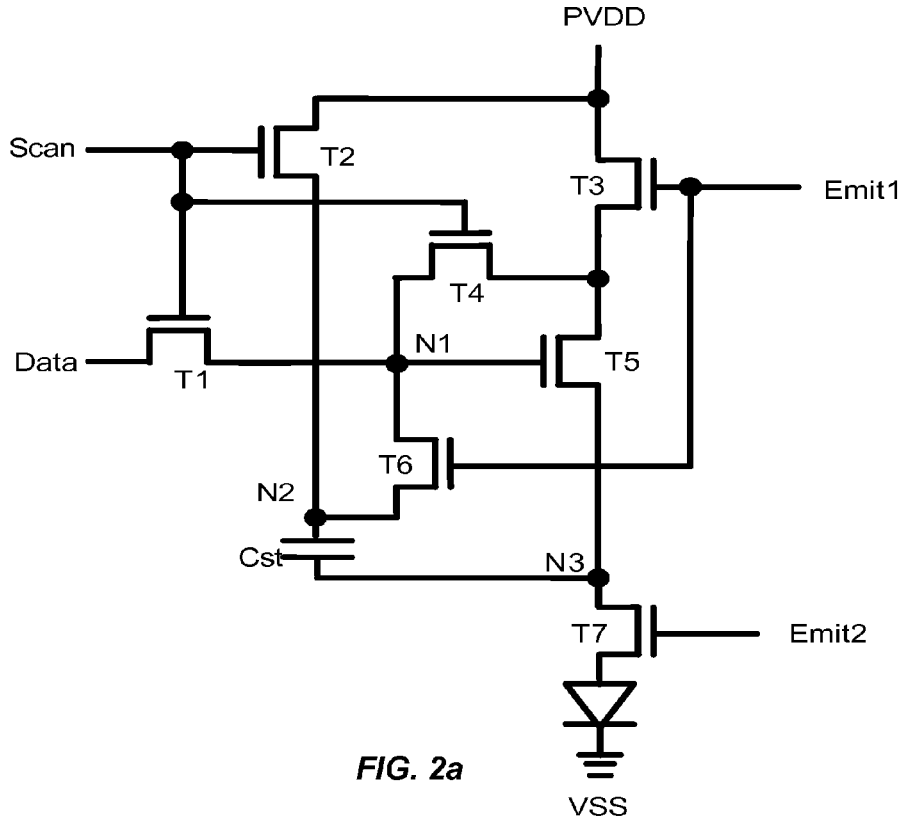 PVDD
Scan
T2
T3
Emit1
T4
N1
Data
T1
T5
T6
N2
Cst
N3
T7
Emit2
FIG. 2a
VSS